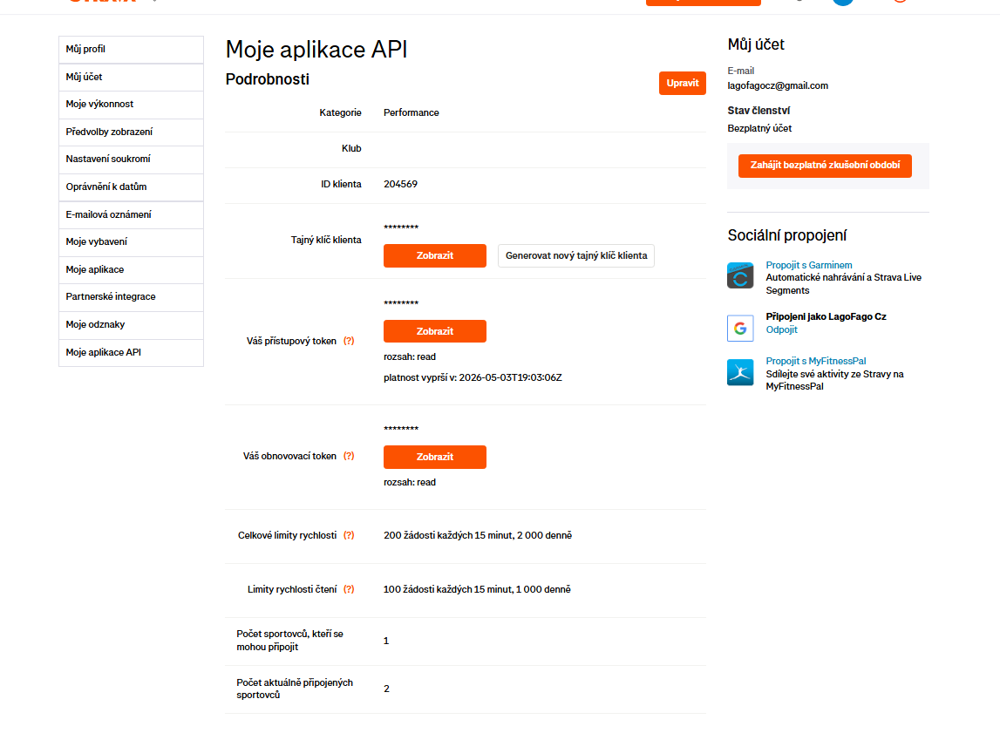 Můj profil
Můj účet
Moje výkonnost
Předvolby zobrazení
Nastavení soukromí
Oprávnění k datům
E-mailová oznámení
Moje vybavení
Moje aplikace
Partnerské integrace
Moje odznaky
Moje aplikace API
Moje aplikace API
Podrobnosti
Upravit
Kategorie Performance
Klub
ID klienta 204569
Tajný klíč klienta ********
Zobrazit Generovat nový tajný klíč klienta
Váš přístupový token (?) ********
Zobrazit
rozsah: read
platnost vyprší v: 2026-05-03T19:03:06Z
Váš obnovovací token (?) ********
Zobrazit
rozsah: read
Celkové limity rychlosti (?) 200 žádosti každých 15 minut, 2 000 denně
Limity rychlosti čtení (?) 100 žádosti každých 15 minut, 1 000 denně
Počet sportovců, kteří se
mohou připojit 1
Počet aktuálně připojených
sportovců 2
Můj účet
E-mail
lagofagocz@gmail.com
Stav členství
Bezplatný účet
Zahájit bezplatné zkušební období
Sociální propojení
Propojit s Garminem
Automatické nahrávání a Strava Live
Segments
Připojeni jako LagoFago Cz
Odpojit
Propojit s MyFitnessPal
Sdílejte své aktivity ze Stravy na
MyFitnessPal